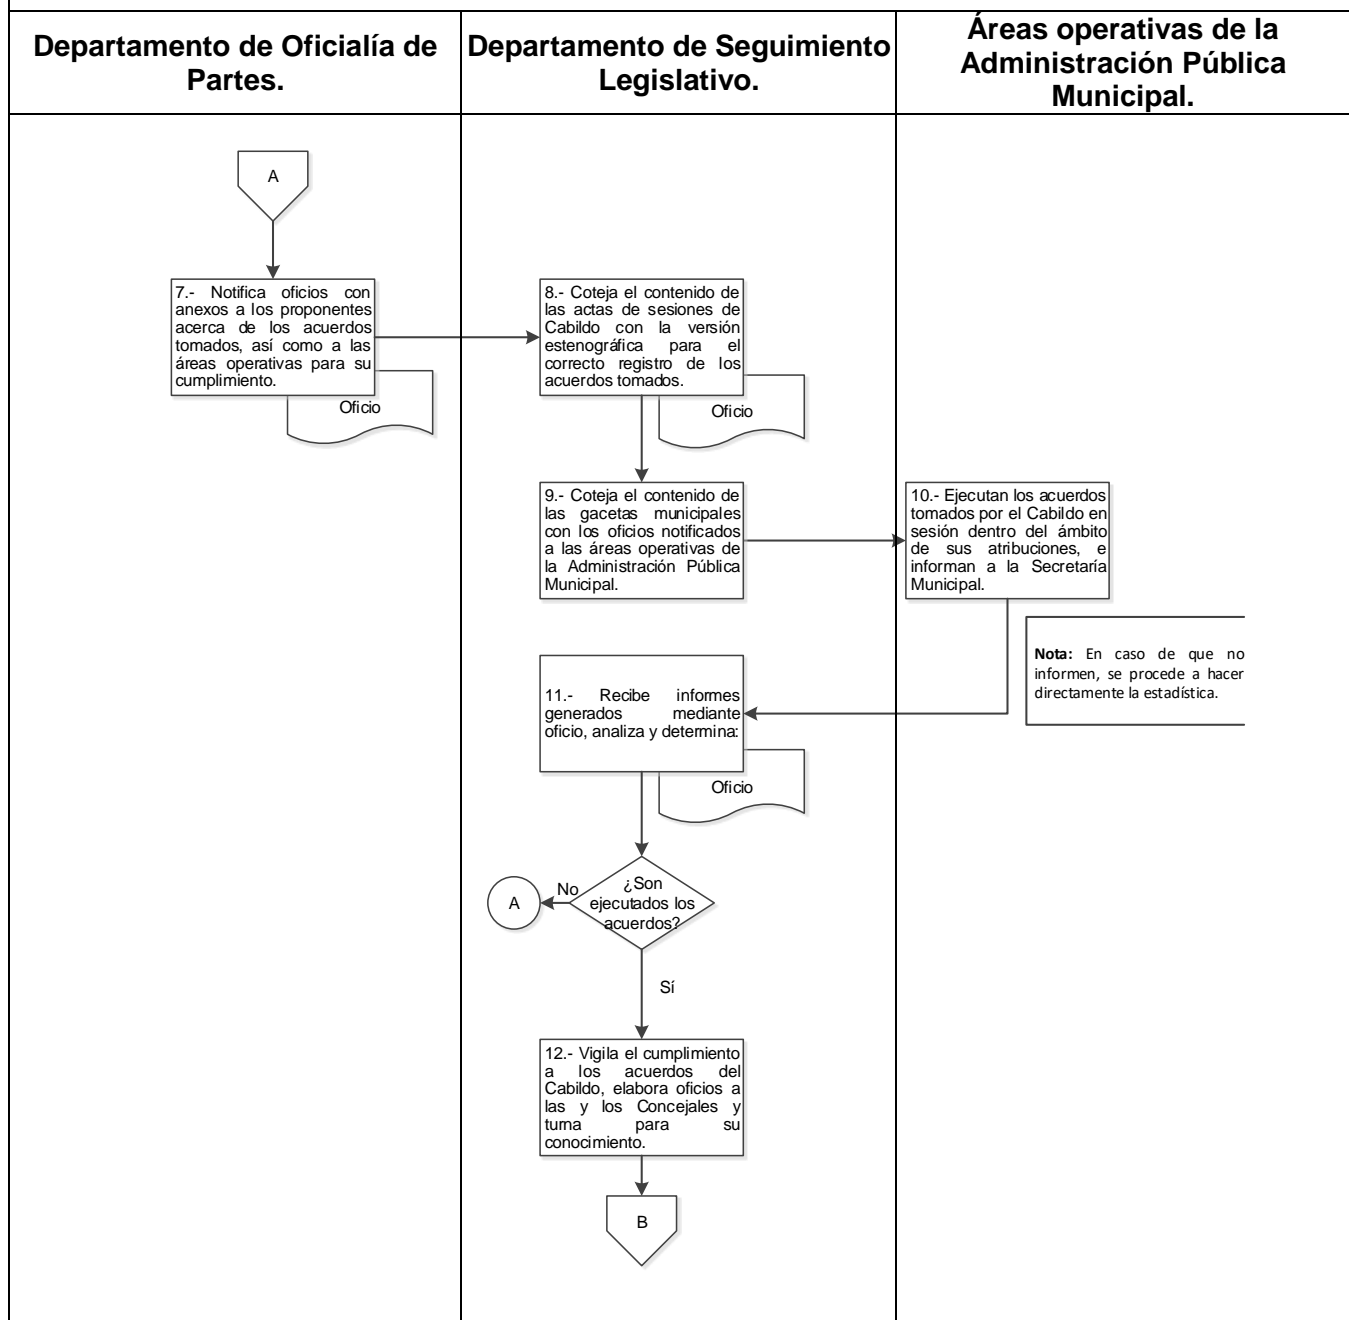 Departamento de Oficialía de
Partes.
Departamento de Seguimiento
Legislativo.
Áreas operativas de la
Administración Pública
Municipal.
A
7.- Notifica oficios con
anexos a los proponentes
acerca de los acuerdos
tomados, así como a las
áreas operativas para su
cumplimiento.
Oficio
8.- Coteja el contenido de
las actas de sesiones de
Cabildo con la versión
estenográfica para el
correcto registro de los
acuerdos tomados.
Oficio
9.- Coteja el contenido de
las gacetas municipales
con los oficios notificados
a las áreas operativas de
la Administración Pública
Municipal.
10.- Ejecutan los acuerdos
tomados por el Cabildo en
sesión dentro del ámbito
de sus atribuciones, e
informan a la Secretaría
Municipal.
Nota: En caso de que no
informen, se procede a hacer
directamente la estadística.
11.- Recibe informes
generados mediante
oficio, analiza y determina:
Oficio
¿Son
ejecutados los
acuerdos?
No
A
Sí
12.- Vigila el cumplimiento
a los acuerdos del
Cabildo, elabora oficios a
las y los Concejales y
turna para su
conocimiento.
B